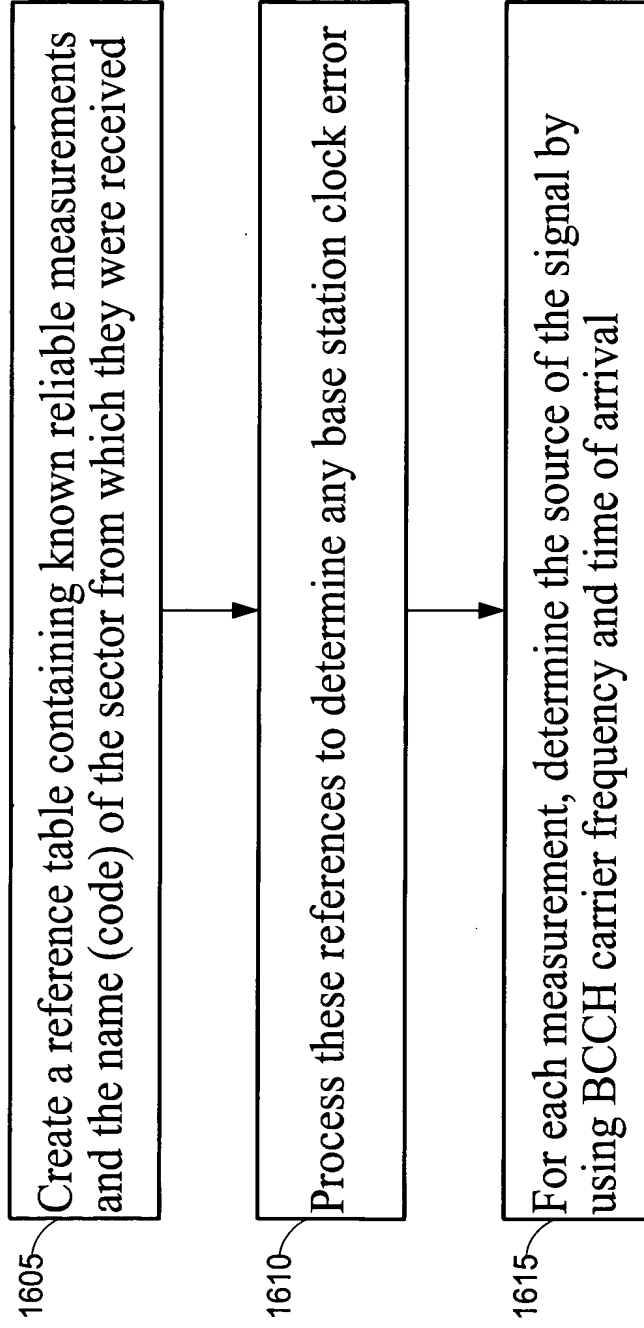 1605
Create a reference table containing known reliable measurements
and the name (code) of the sector from which they were received
1610
Process these references to determine any base station clock error
1615
For each measurement, determine the source of the signal by
using BCCH carrier frequency and time of arrival